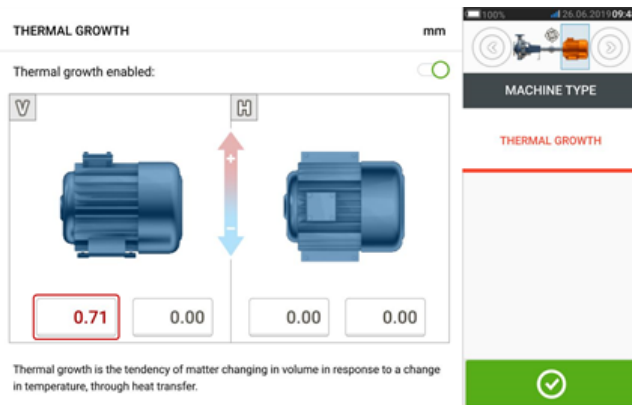 THERMAL GROWTH mm
Thermal growth enabled:
V H
+
−
0.71 0.00 0.00 0.00
Thermal growth is the tendency of matter changing in volume in response to a change
in temperature, through heat transfer.
100% 26.06.2019 09:4
MACHINE TYPE
THERMAL GROWTH